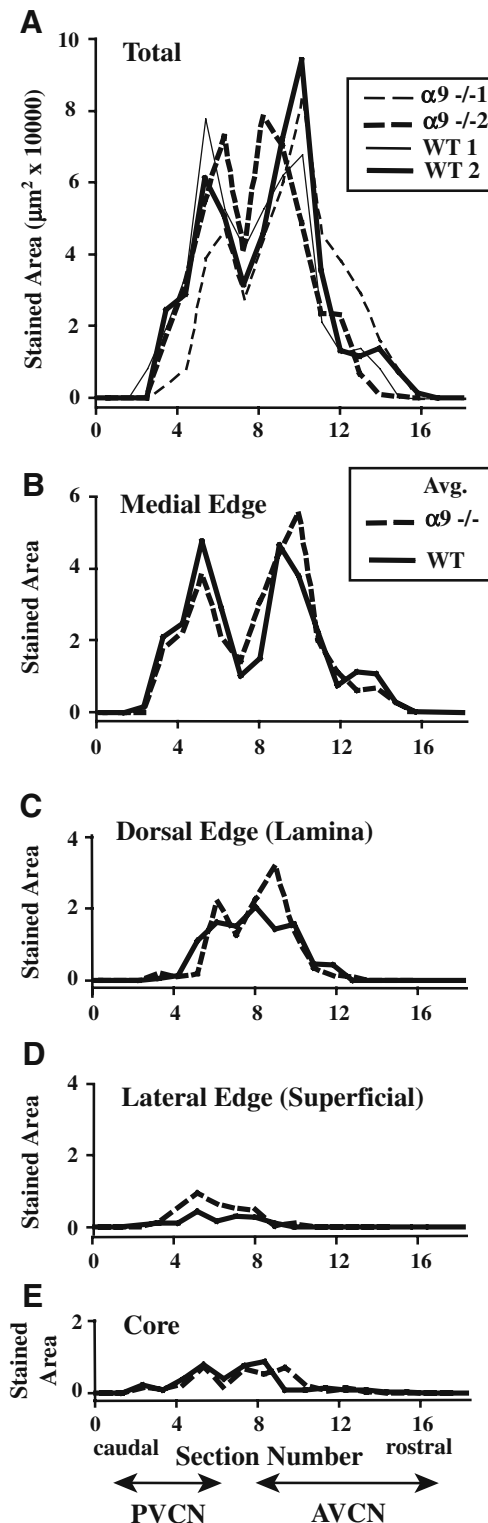 A
Total
10
8
6
4
2
0
Stained Area (µm² x 10000)
α9 -/-1
α9 -/-2
WT 1
WT 2
0 4 8 12 16
B
Medial Edge
6
4
2
0
Stained Area
Avg.
α9 -/-
WT
0 4 8 12 16
C
Dorsal Edge (Lamina)
4
2
0
Stained Area
0 4 8 12 16
D
Lateral Edge (Superficial)
4
2
0
Stained Area
0 4 8 12 16
E
Core
2
1
0
Stained
Area
0 4 8 12 16
caudal Section Number rostral
PVCN AVCN